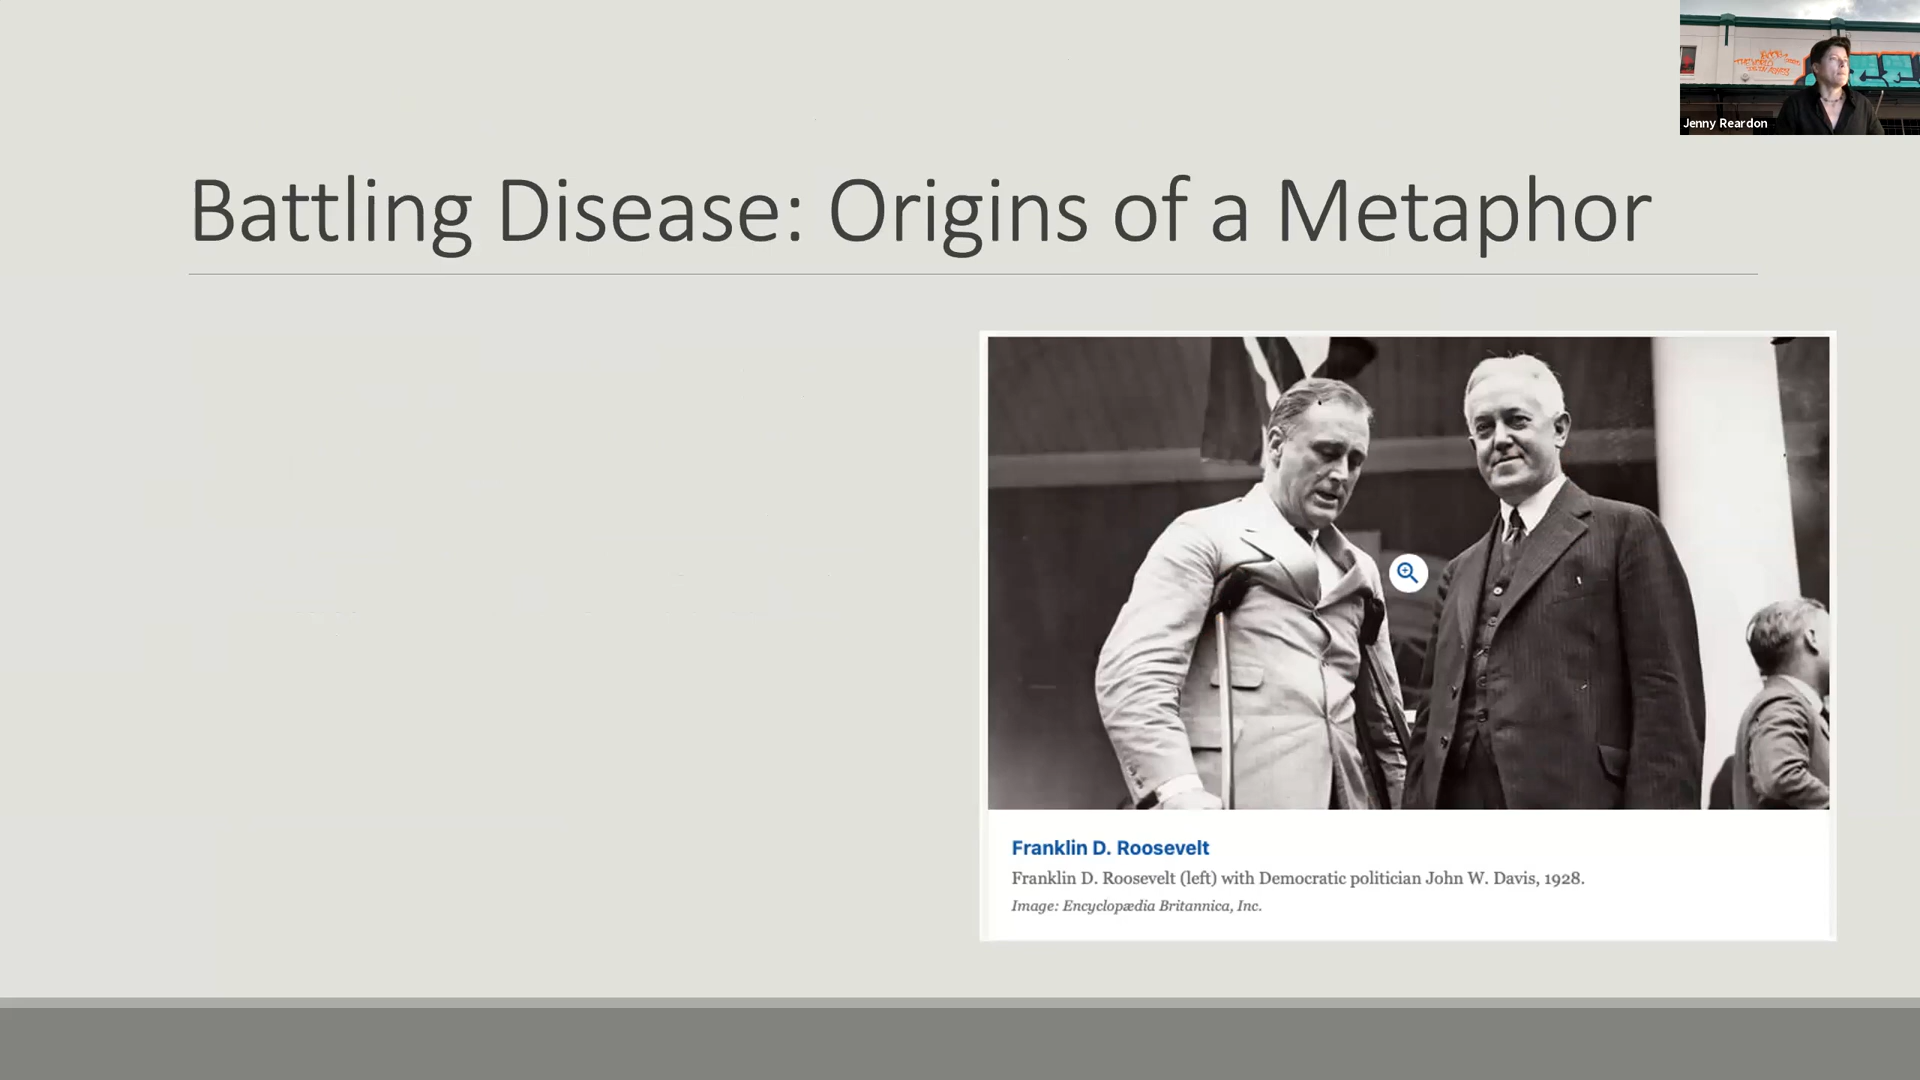 Jenny Reardon
Battling Disease: Origins of a Metaphor
Franklin D. Roosevelt
Franklin D. Roosevelt (left) with Democratic politician John W. Davis, 1928.
Image: Encyclopædia Britannica, Inc.